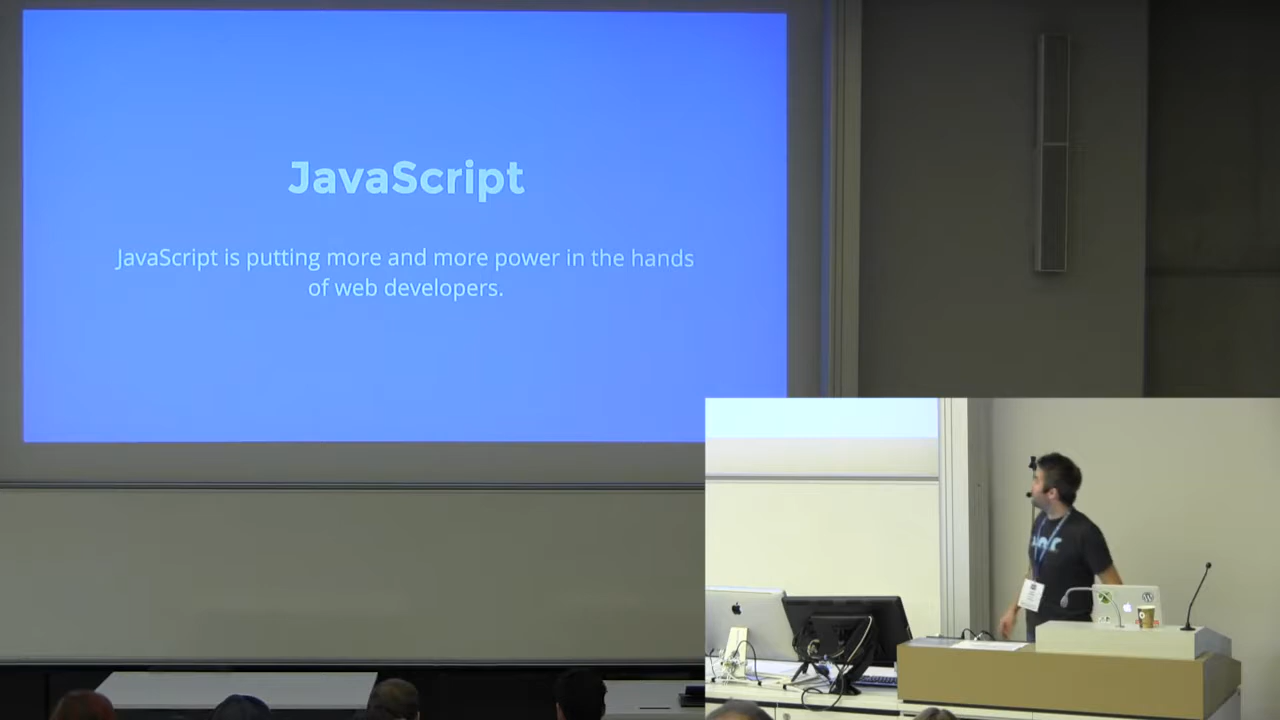 JavaScript
JavaScript is putting more and more power in the hands
of web developers.